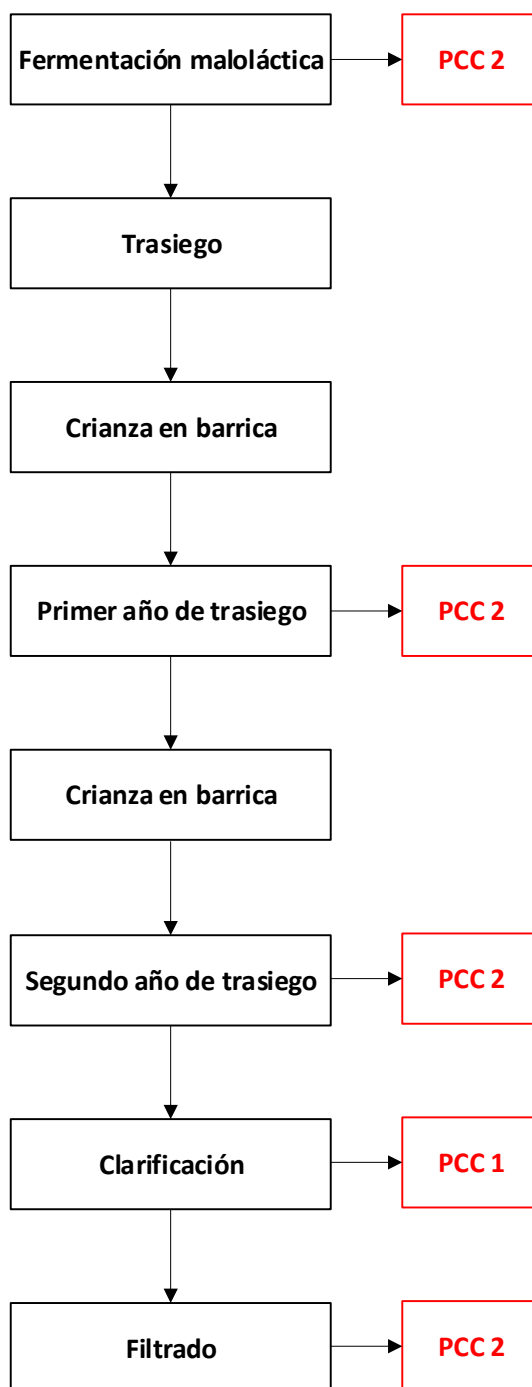 Fermentación maloláctica
PCC 2
Trasiego
Crianza en barrica
Primer año de trasiego
PCC 2
Crianza en barrica
Segundo año de trasiego
PCC 2
Clarificación
PCC 1
Filtrado
PCC 2